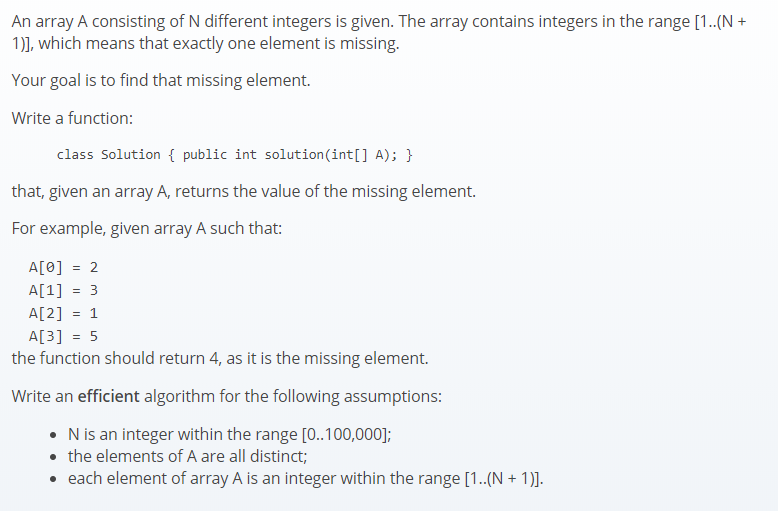 An array A consisting of N different integers is given. The array contains integers in the range [1..(N +
1)], which means that exactly one element is missing.
Your goal is to find that missing element.
Write a function:
class Solution { public int solution(int[] A); }
that, given an array A, returns the value of the missing element.
For example, given array A such that:
A[0] = 2
A[1] = 3
A[2] = 1
A[3] = 5
the function should return 4, as it is the missing element.
Write an efficient algorithm for the following assumptions:
• N is an integer within the range [0..100,000];
• the elements of A are all distinct;
• each element of array A is an integer within the range [1..(N + 1)].